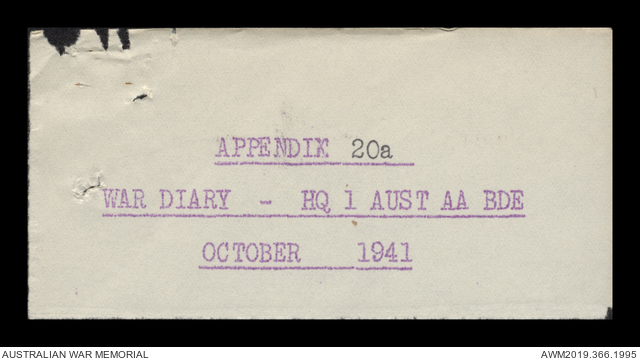 APPENDIX 20a
WAR DIARY - HQ 1 AUST AA BDE
OCTOBER 1941
AUSTRALIAN WAR MEMORIAL
AWM2019.366.1995